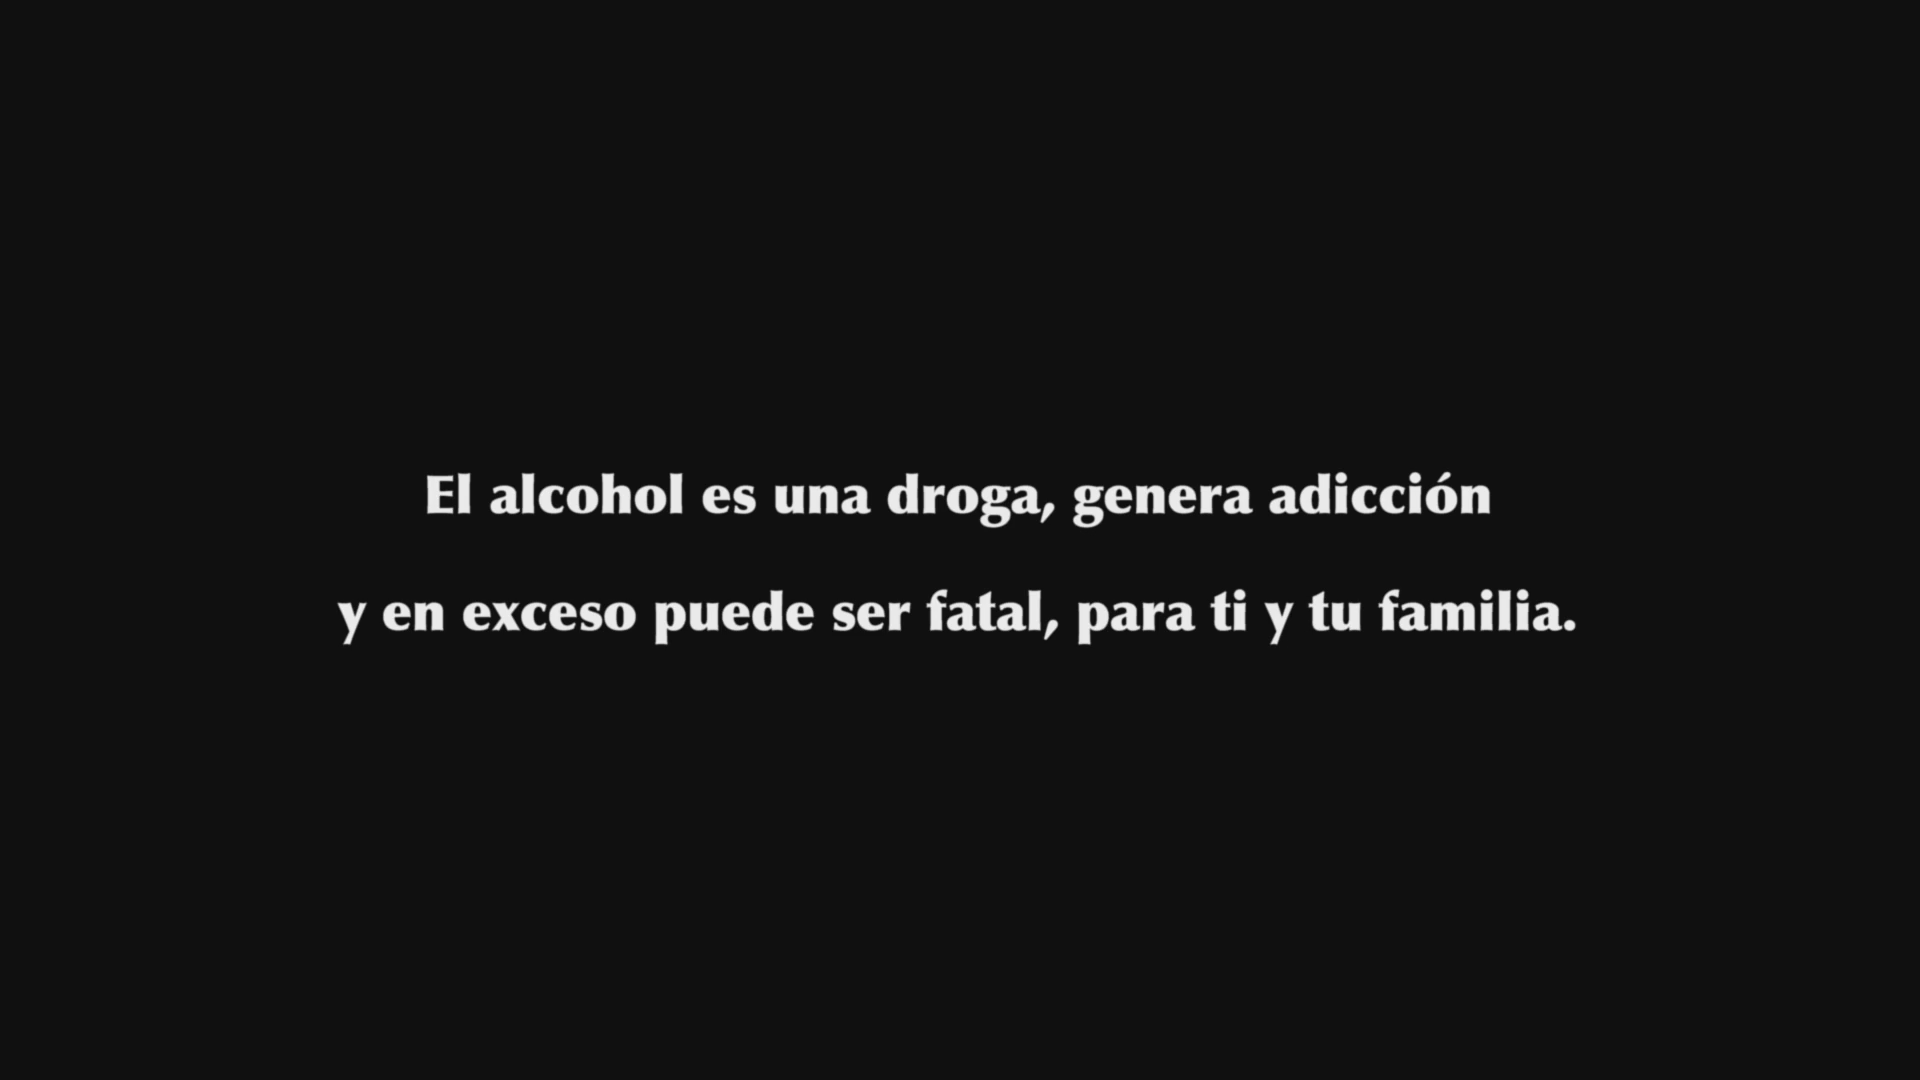 El alcohol es una droga, genera adicción
y en exceso puede ser fatal, para ti y tu familia.